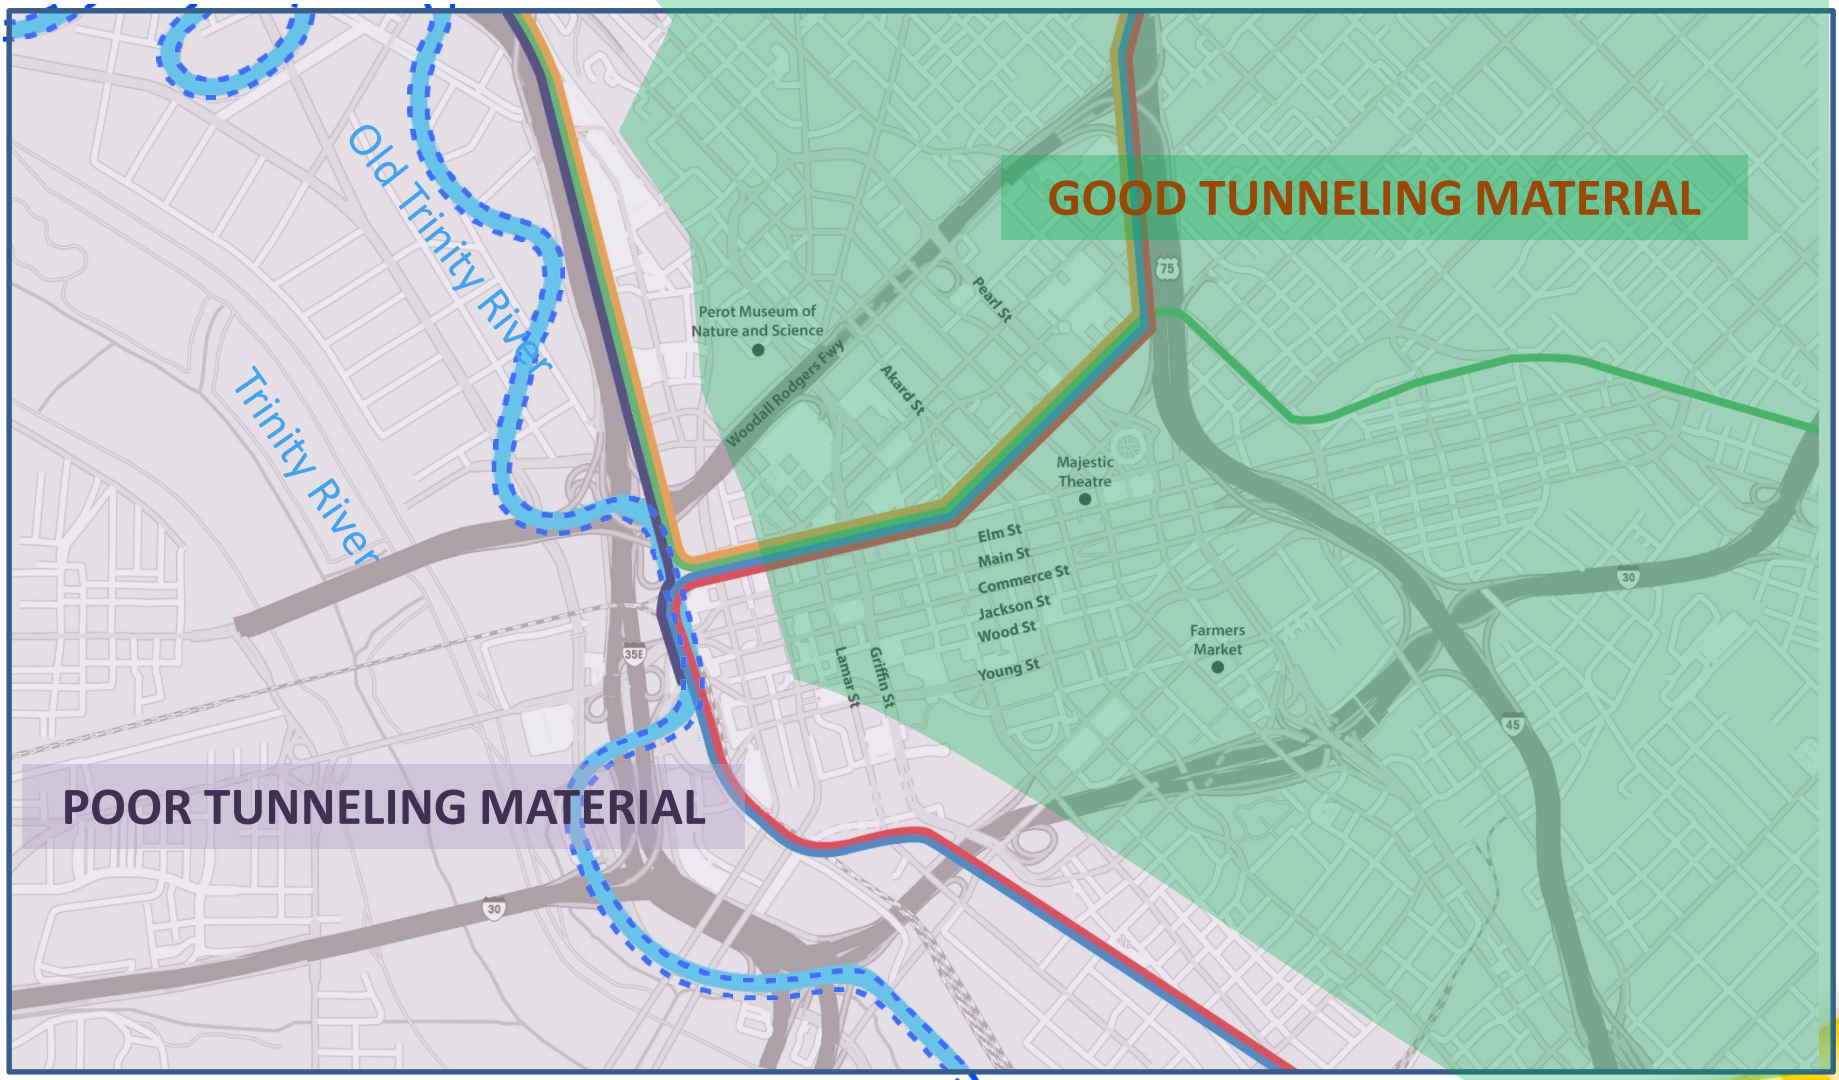 GOOD TUNNELING MATERIAL
Old Trinity River
75
Pearl St
Perot Museum of
Nature and Science
Woodall Rodgers Fwy
Akard St
Trinity River
Majestic
Theatre
Elm St
Main St
Commerce St
Jackson St
Wood St
Young St
30
Farmers
Market
35E
Lamar St
Griffin St
45
POOR TUNNELING MATERIAL
30